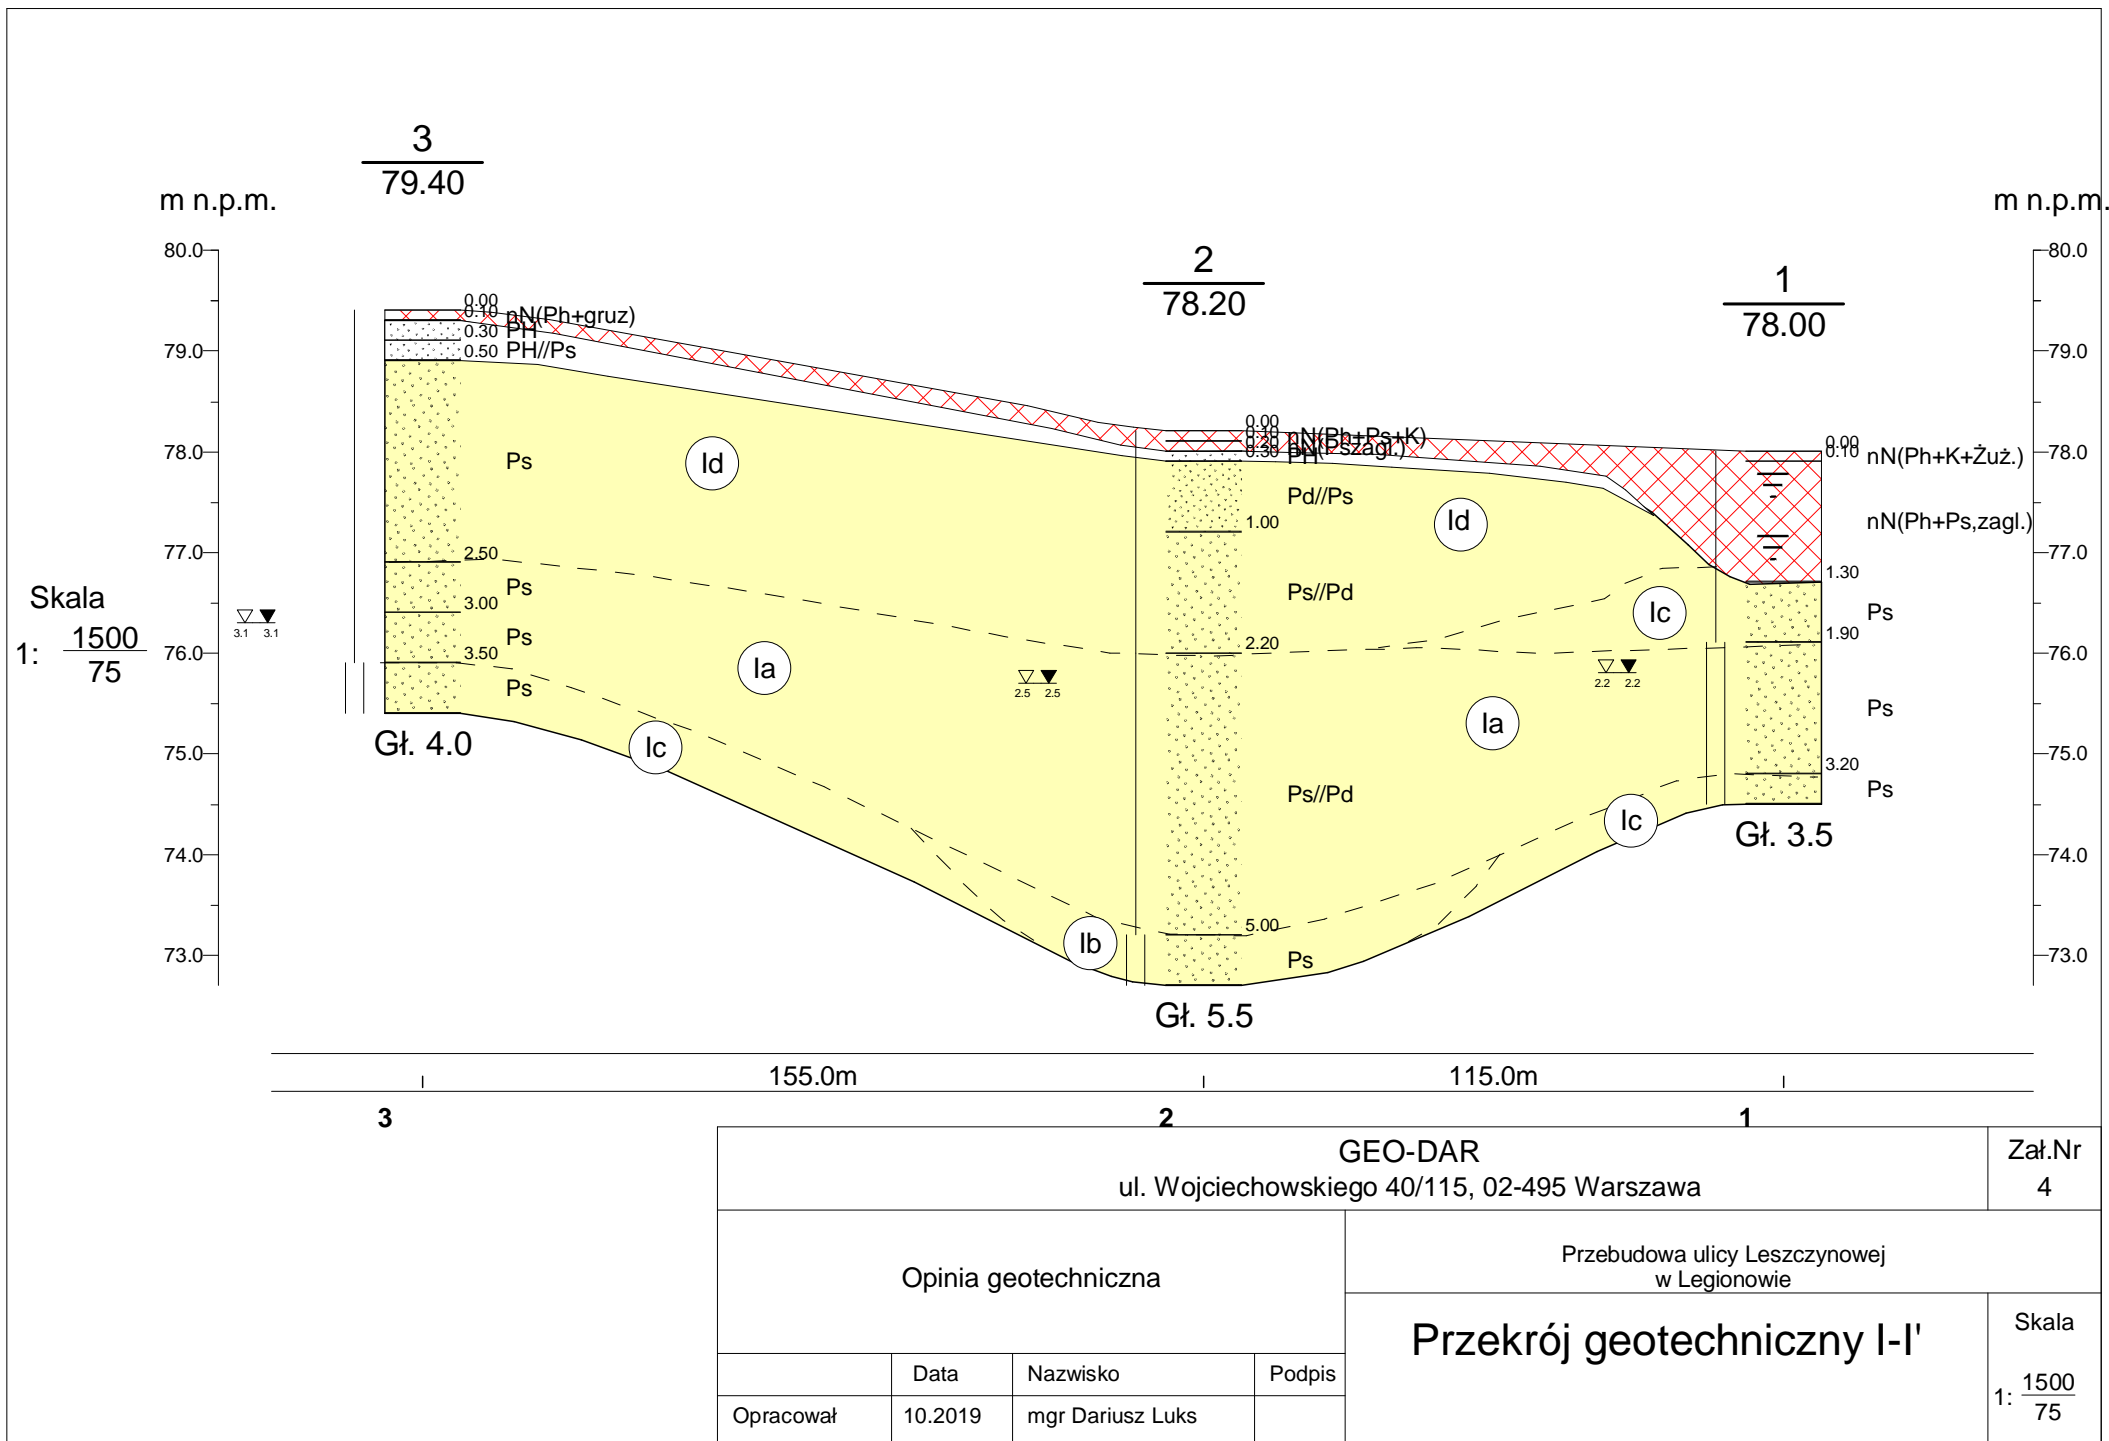 3
79.40
m n.p.m.
m n.p.m.
2
78.20
1
78.00
80.0
79.0
78.0
77.0
76.0
75.0
74.0
73.0
80.0
79.0
78.0
77.0
76.0
75.0
74.0
73.0
Skala
1: 1500
75
3.1 3.1
0.00
0.10 nN(Ph+gruz)
0.30 PH
0.50 PH//Ps
Ps
2.50
Ps
3.00
Ps
3.50
Ps
Gł. 4.0
Id
Ia
Ic
Ib
2.5 2.5
0.00
0.10 nN(Ph+Ps+K)
0.20 nN(Pszagl.)
0.30 PH
Pd//Ps
1.00
Ps//Pd
2.20
Ps//Pd
5.00
Ps
Gł. 5.5
Id
Ic
Ia
Ic
2.2 2.2
0.00
0.10 nN(Ph+K+Żuż.)
nN(Ph+Ps,zagl.)
1.30
Ps
1.90
Ps
3.20
Ps
Gł. 3.5
155.0m
115.0m
3
2
1
GEO-DAR
ul. Wojciechowskiego 40/115, 02-495 Warszawa
Zał.Nr
4
Opinia geotechniczna
Przebudowa ulicy Leszczynowej
w Legionowie
Przekrój geotechniczny I-I'
Skala
1: 1500
75
Data
Nazwisko
Podpis
Opracował
10.2019
mgr Dariusz Luks